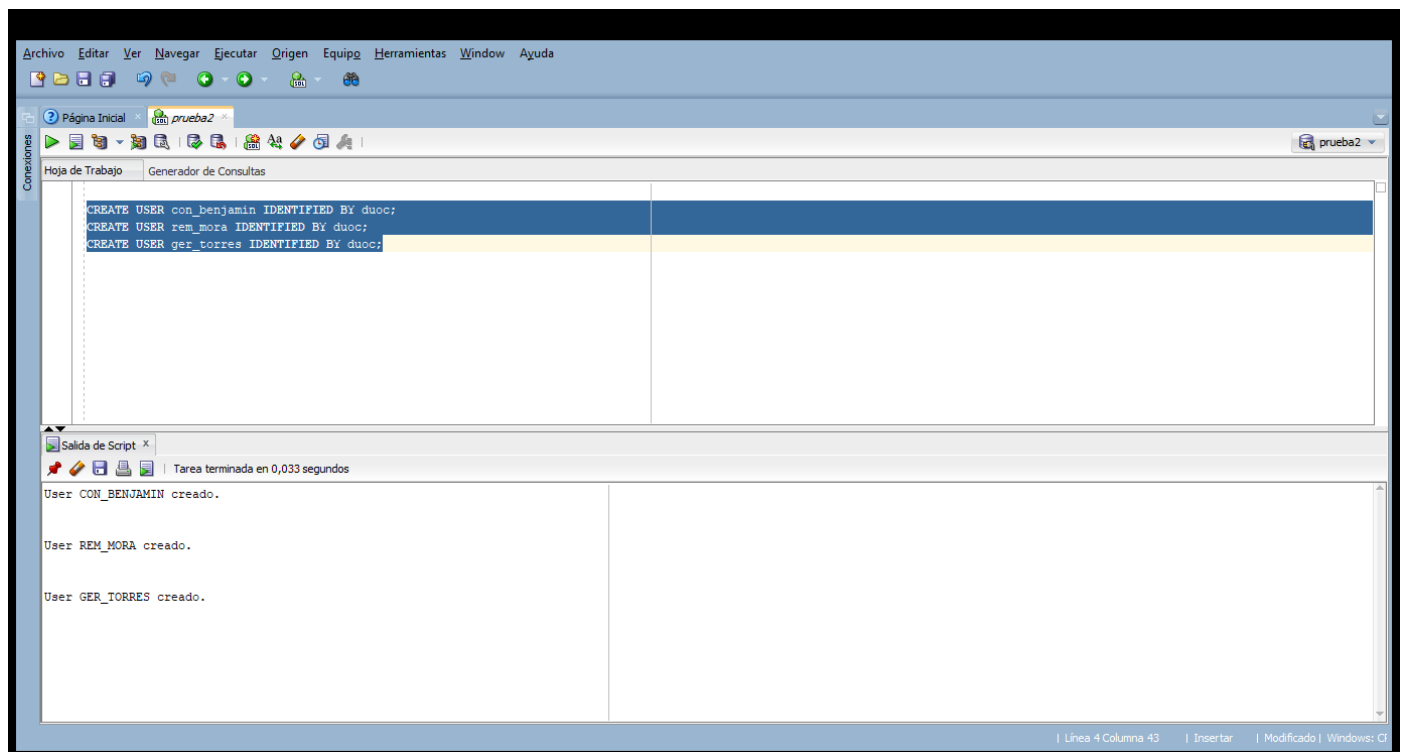 Archivo Editar Ver Navegar Ejecutar Origen Equipo Herramientas Window Ayuda
Página Inicial prueba2
prueba2
Conexiones
Hoja de Trabajo Generador de Consultas
CREATE USER con_benjamin IDENTIFIED BY duoc;
CREATE USER rem_mora IDENTIFIED BY duoc;
CREATE USER ger_torres IDENTIFIED BY duoc;
Salida de Script
Tarea terminada en 0,033 segundos
User CON_BENJAMIN creado.
User REM_MORA creado.
User GER_TORRES creado.
| Línea 4 Columna 43 | Insertar | Modificado | Windows: